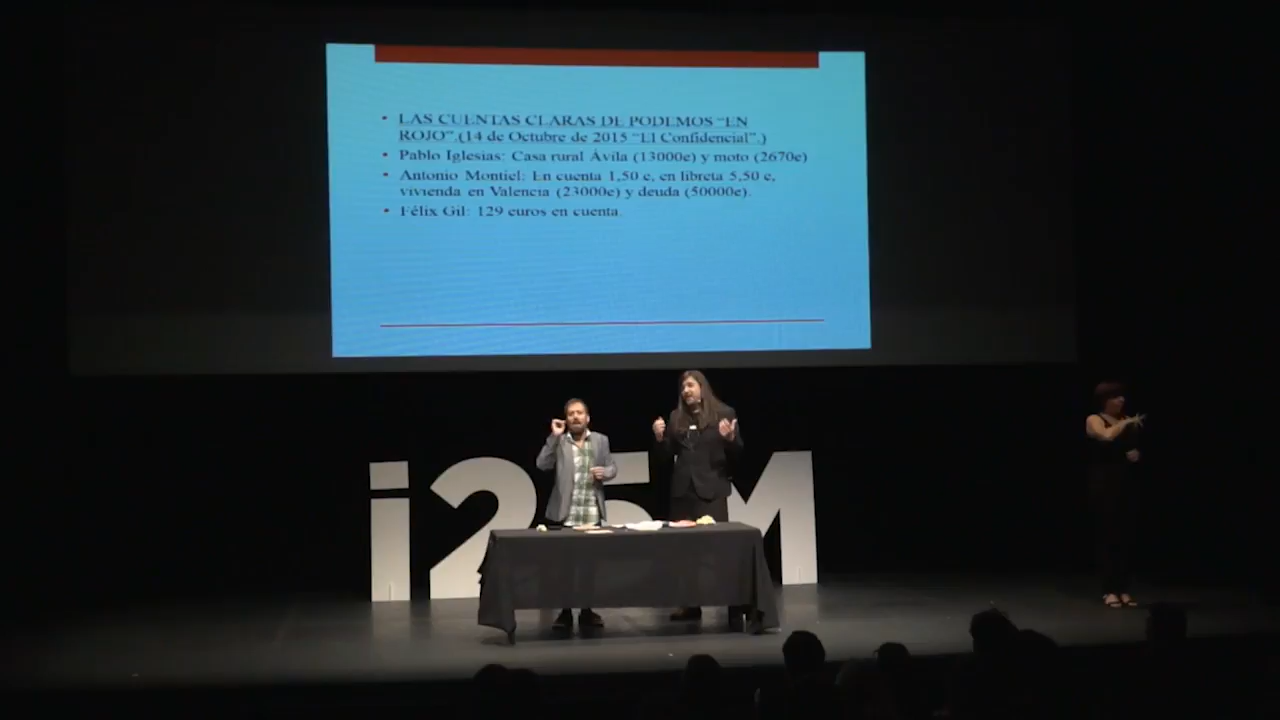 • LAS CUENTAS CLARAS DE PODEMOS "EN
ROJO".(14 de Octubre de 2015 "El Confidencial".)
• Pablo Iglesias: Casa rural Ávila (13000e) y moto (2670e)
• Antonio Montiel: En cuenta 1,50 e, en libreta 5,50 e,
vivienda en Valencia (23000e) y deuda (50000e).
• Félix Gil: 129 euros en cuenta.
i25M